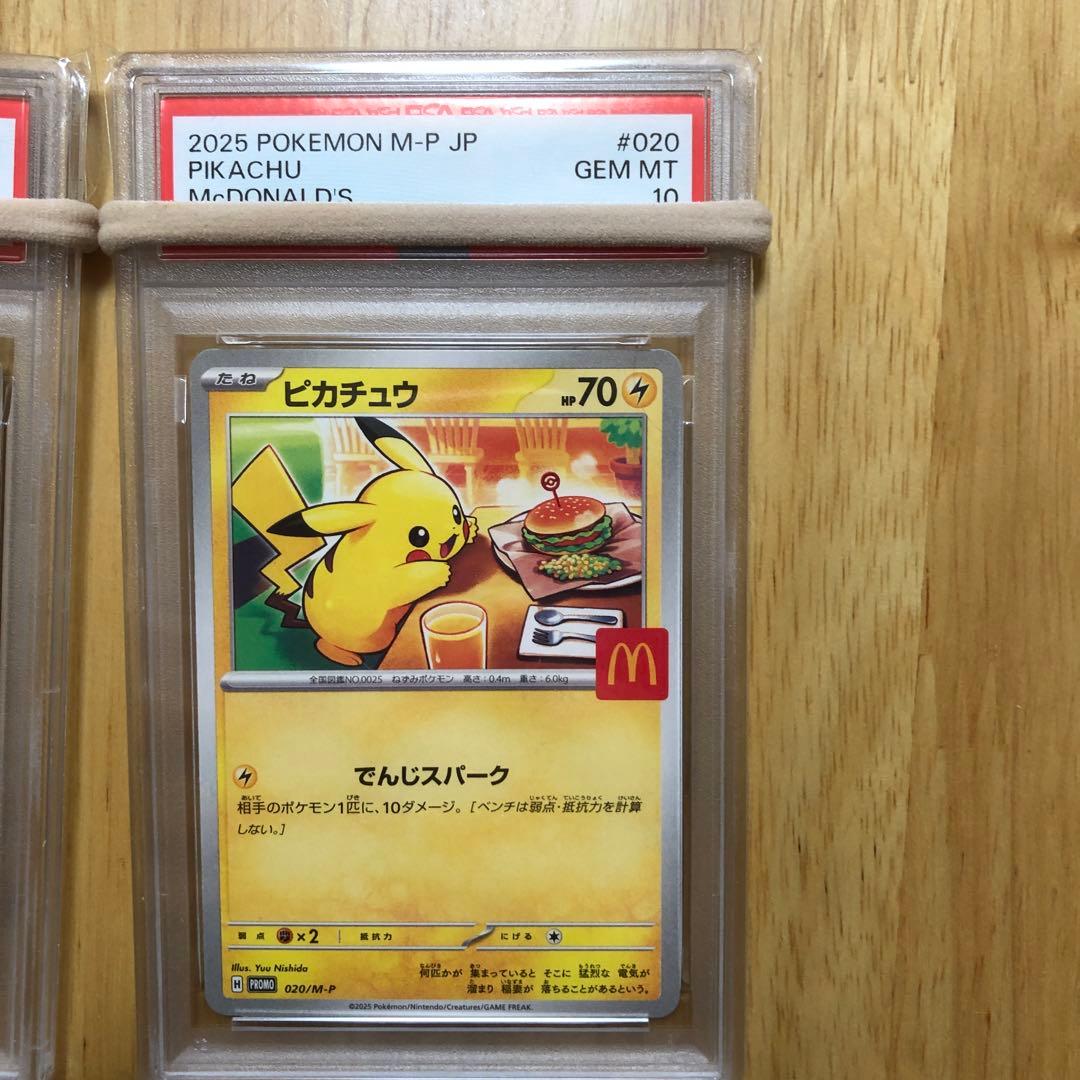 2025 POKEMON M-P JP #020
PIKACHU GEM MT
McDONALD'S 10
たね ピカチュウ HP 70
全国図鑑NO.0025 ねずみポケモン 高さ:0.4m 重さ:6.0kg
でんじスパーク
相手のポケモン1匹に、10ダメージ。[ベンチは弱点・抵抗力を計算
しない。]
弱点 ×2 抵抗力 にげる
Illus. Yuu Nishida
何匹かが 集まっていると そこに 猛烈な 電気が
溜まり 稲妻が 落ちることがあるという。
H PROMO 020/M-P
©2025 Pokémon/Nintendo/Creatures/GAME FREAK.